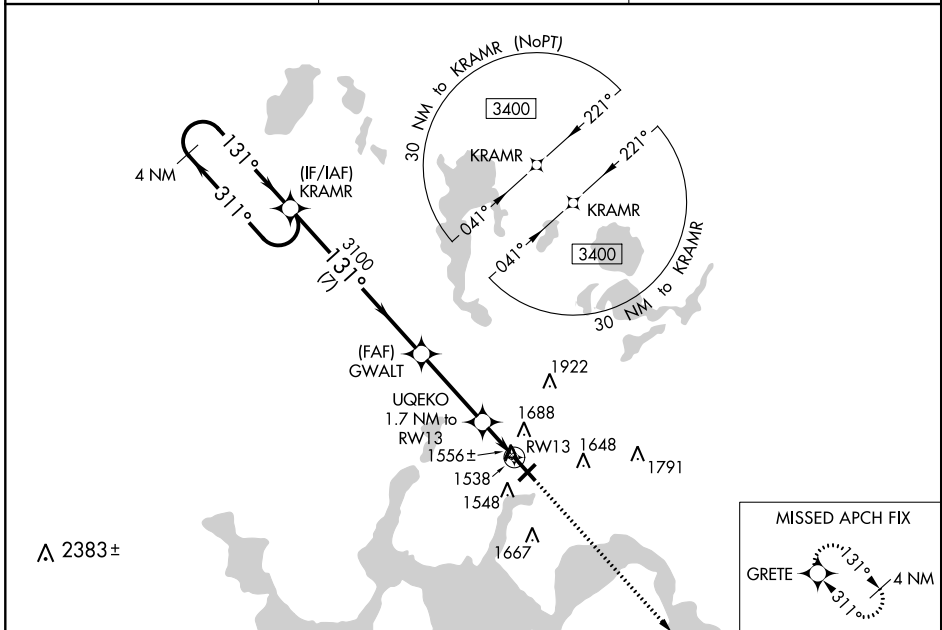 30 NM to KRAMR (NoPT)
3400
221°
KRAMR
041°
221°
KRAMR
041°
3400
30 NM to KRAMR
131°
4 NM
311°
(IF/IAF)
KRAMR
3100
131°
(7)
(FAF)
GWALT
UQEKO
1.7 NM to
RW13
1922
1688
RW13
1556±
1538
1548
1648
1791
1667
2383±
MISSED APCH FIX
GRETE
131°
4 NM
311°